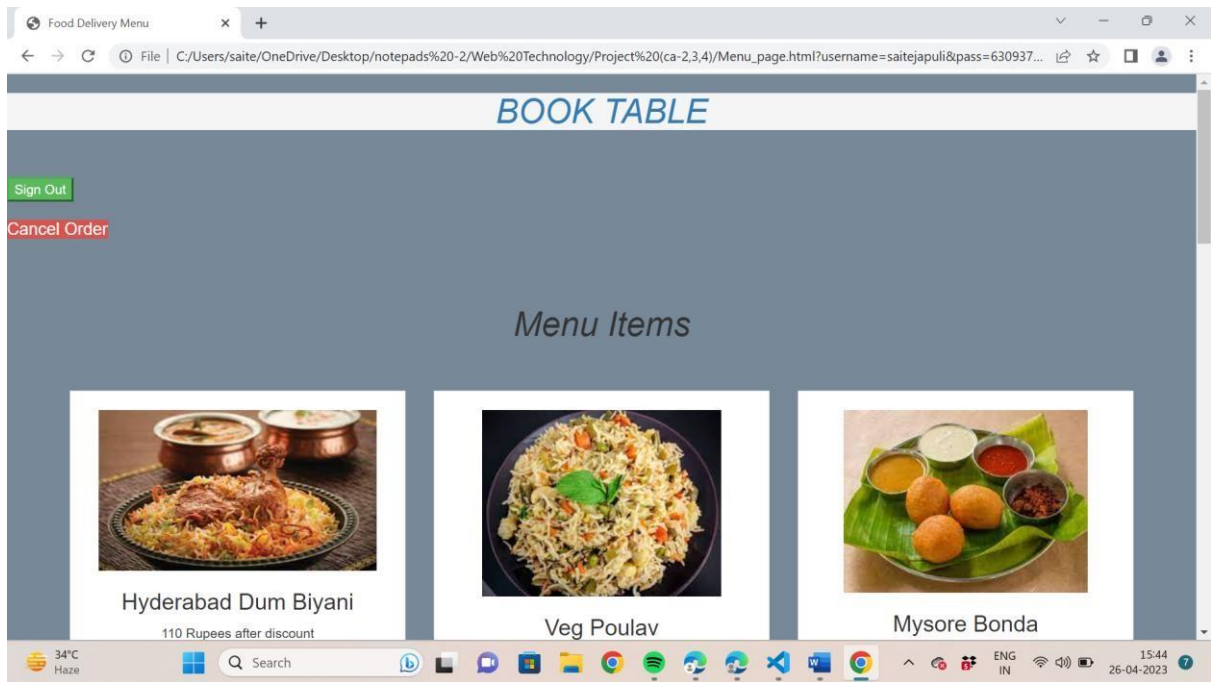 Food Delivery Menu
File | C:/Users/saite/OneDrive/Desktop/notepads%20-2/Web%20Technology/Project%20(ca-2,3,4)/Menu_page.html?username=saitejapuli&pass=630937...
BOOK TABLE
Sign Out
Cancel Order
Menu Items
Hyderabad Dum Biyani
110 Rupees after discount
Veg Poulav
Mysore Bonda
34°C
Haze
Search
ENG
IN
15:44
26-04-2023
7